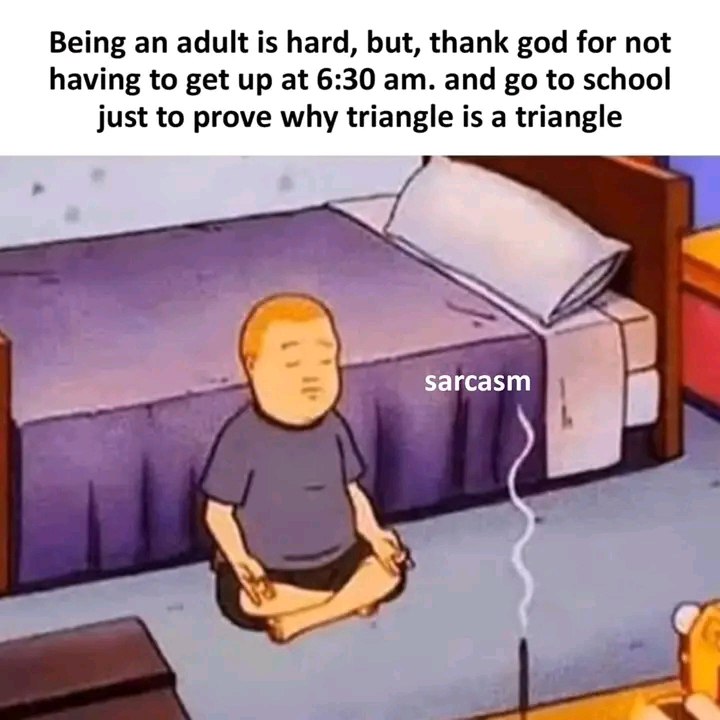 Being an adult is hard, but, thank god for not
having to get up at 6:30 am. and go to school
just to prove why triangle is a triangle
sarcasm